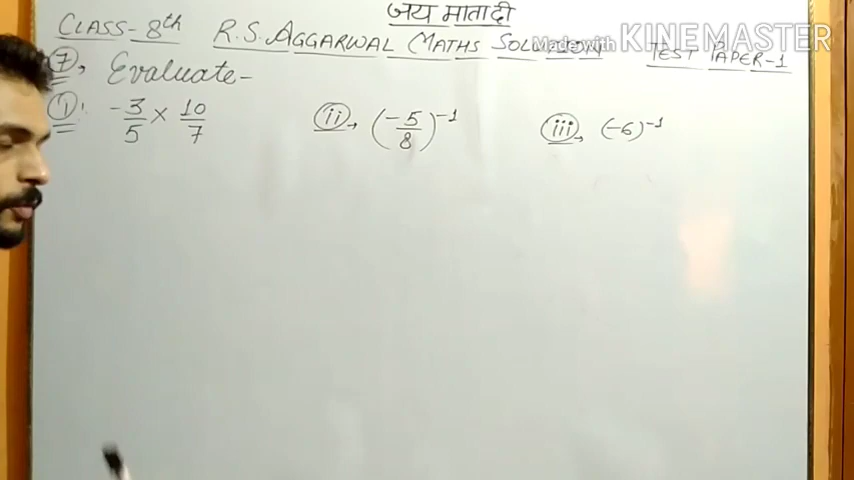 जय माता दी
CLASS-8th R.S. AGGARWAL MATHS SOLUTION TEST PAPER-1
Made with KINEMASTER
7, Evaluate-
(i) -3/5 × 10/7 (ii) → (-5/8)^-1 (iii) → (-6)^-1